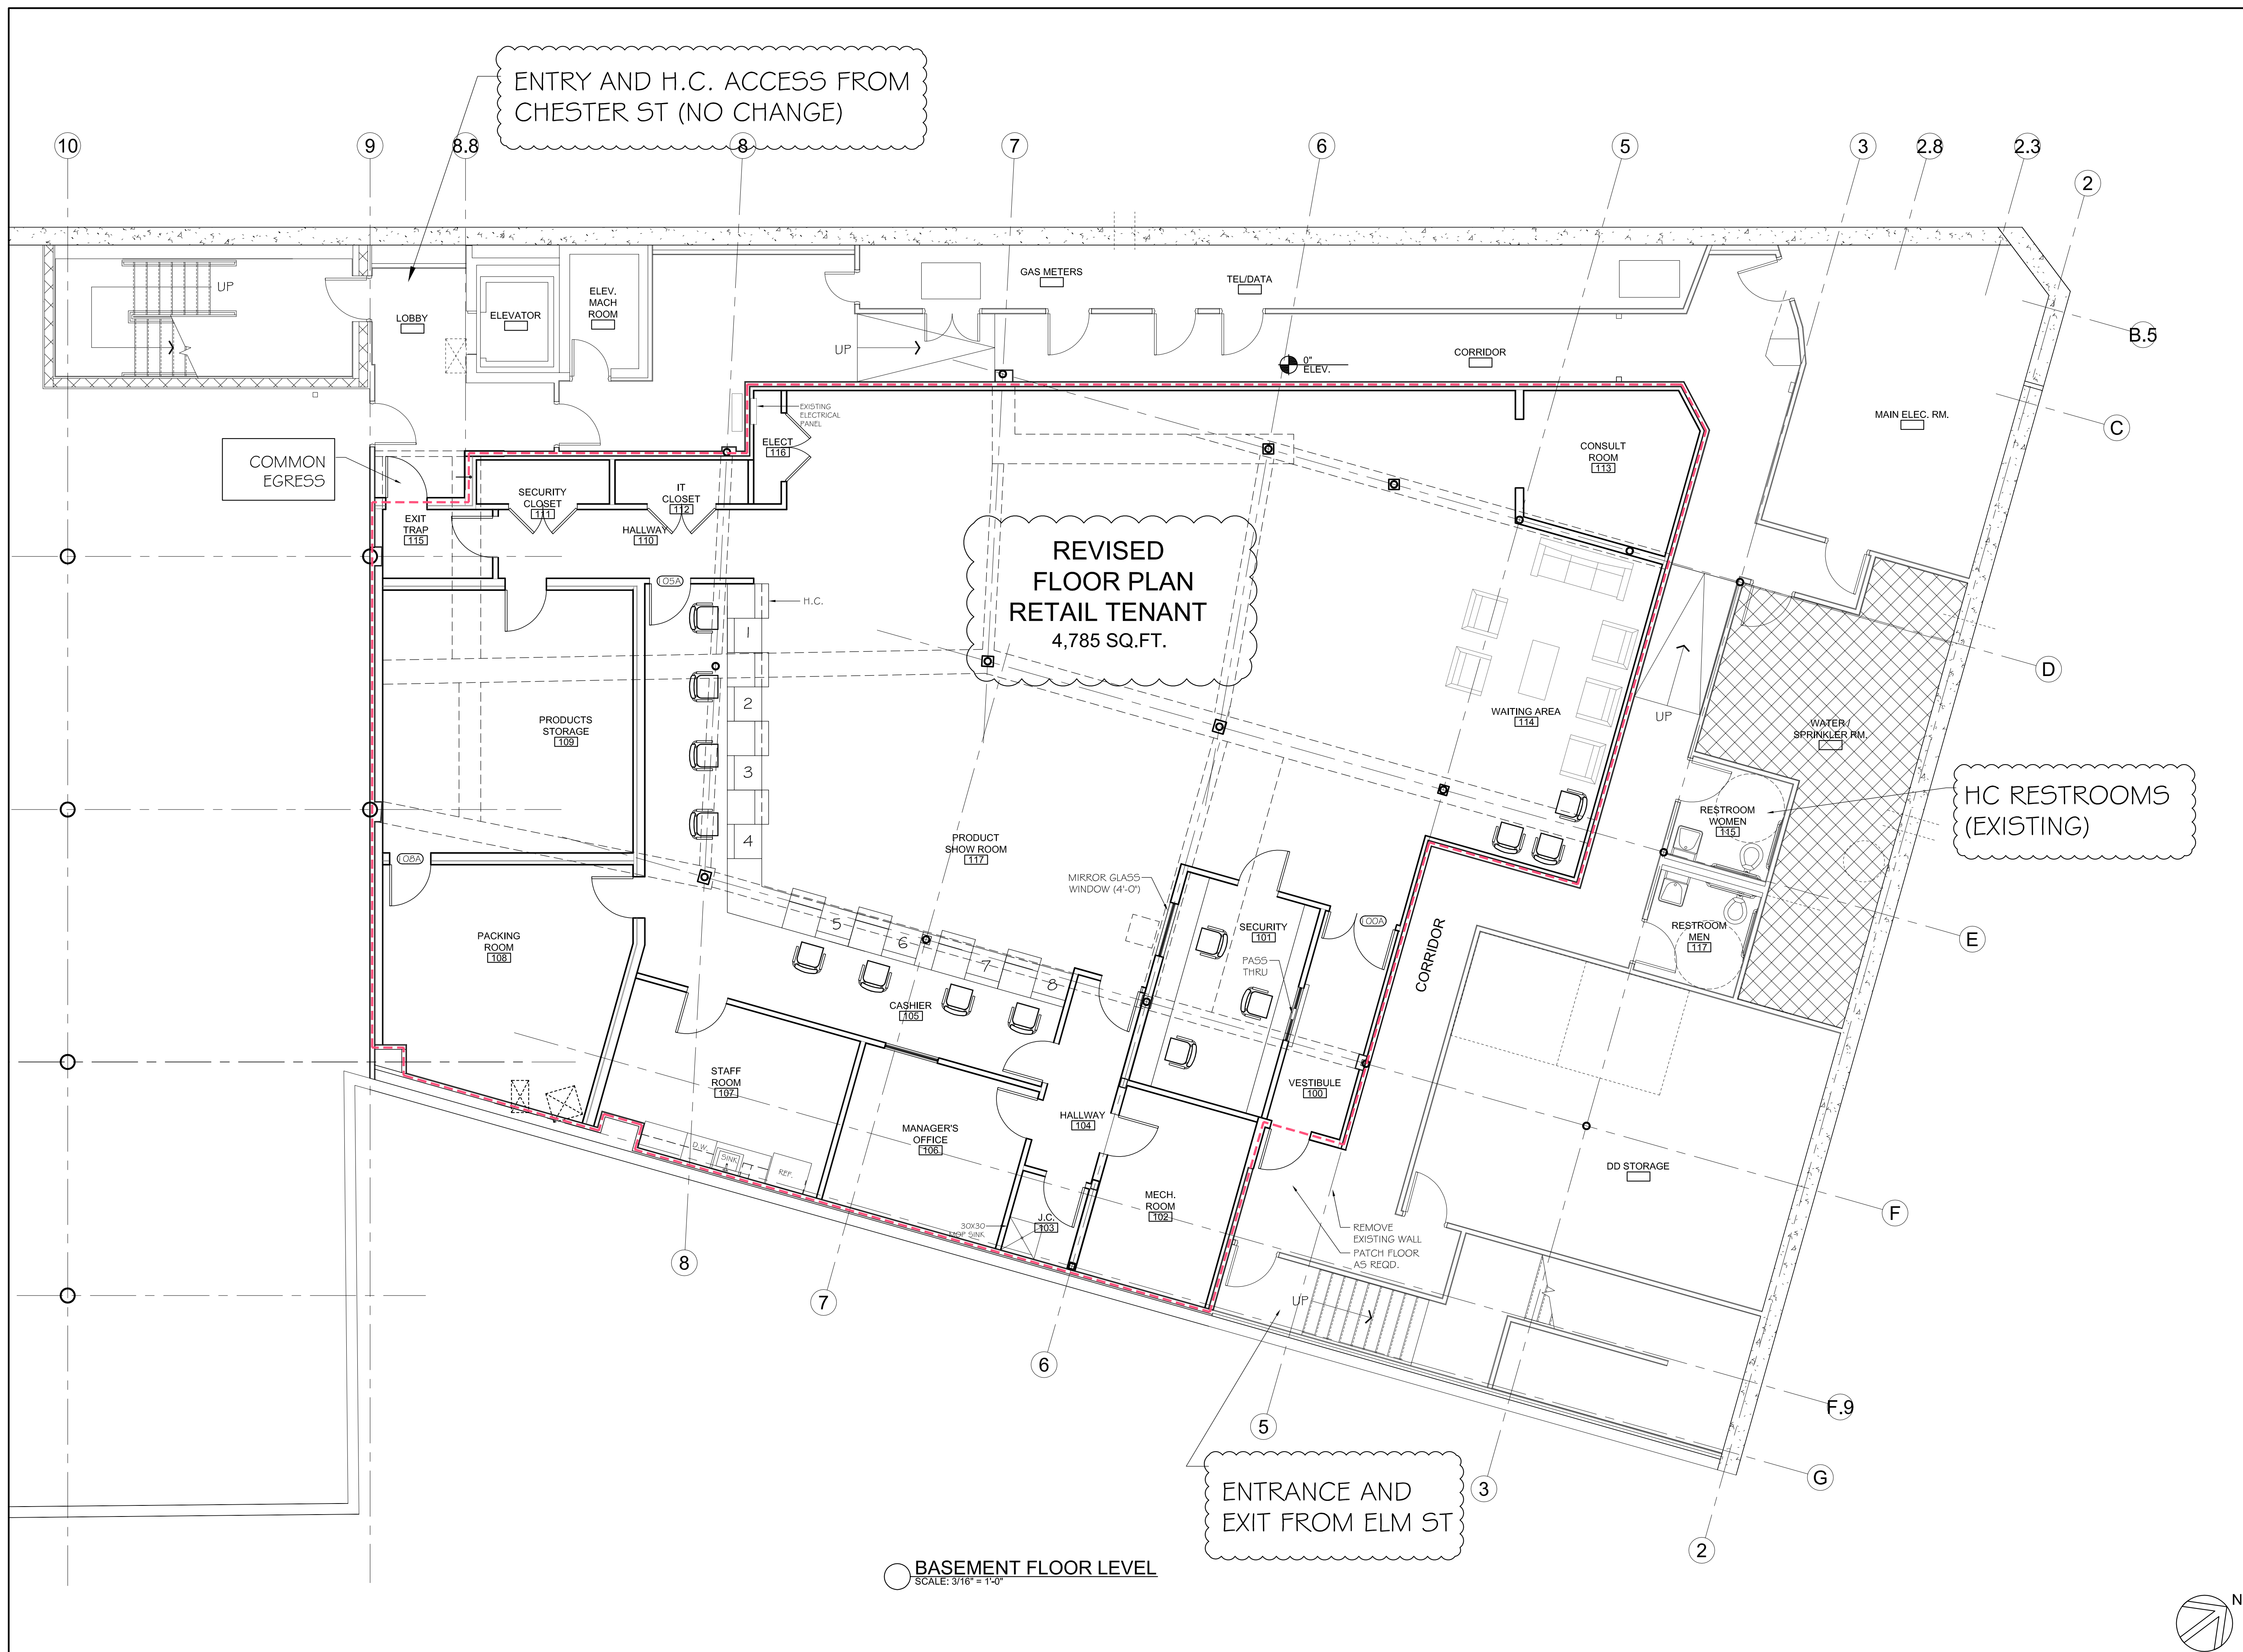 ENTRY AND H.C. ACCESS FROM
CHESTER ST (NO CHANGE)
10
9
8.8
8
7
6
5
3
2.8
2.3
2
B.5
C
D
E
F
F.9
G
UP
LOBBY
ELEVATOR
ELEV.
MACH
ROOM
GAS METERS
TEL/DATA
UP
0"
ELEV.
CORRIDOR
MAIN ELEC. RM.
EXISTING
ELECTRICAL
PANEL
ELECT
116
CONSULT
ROOM
113
COMMON
EGRESS
SECURITY
CLOSET
111
IT
CLOSET
112
EXIT
TRAP
115
HALLWAY
110
REVISED
FLOOR PLAN
RETAIL TENANT
4,785 SQ.FT.
105A
H.C.
1
2
3
4
PRODUCTS
STORAGE
109
WAITING AREA
114
UP
WATER /
SPRINKLER RM.
HC RESTROOMS
(EXISTING)
RESTROOM
WOMEN
115
PRODUCT
SHOW ROOM
117
108A
MIRROR GLASS
WINDOW (4'-0")
PACKING
ROOM
108
5
6
7
8
CASHIER
105
SECURITY
101
100A
PASS
THRU
CORRIDOR
RESTROOM
MEN
117
STAFF
ROOM
107
VESTIBULE
100
HALLWAY
104
MANAGER'S
OFFICE
106
D.W.
SINK
REF.
DD STORAGE
MECH.
ROOM
102
J.C.
103
30X30
MOP SINK
REMOVE
EXISTING WALL
PATCH FLOOR
AS REQD.
UP
8
7
6
5
3
2
ENTRANCE AND
EXIT FROM ELM ST
BASEMENT FLOOR LEVEL
SCALE: 3/16" = 1'-0"
N